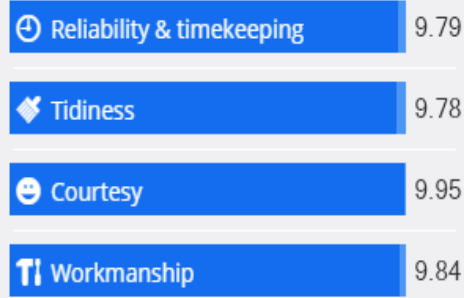 Reliability & timekeeping 9.79
Tidiness 9.78
Courtesy 9.95
Workmanship 9.84